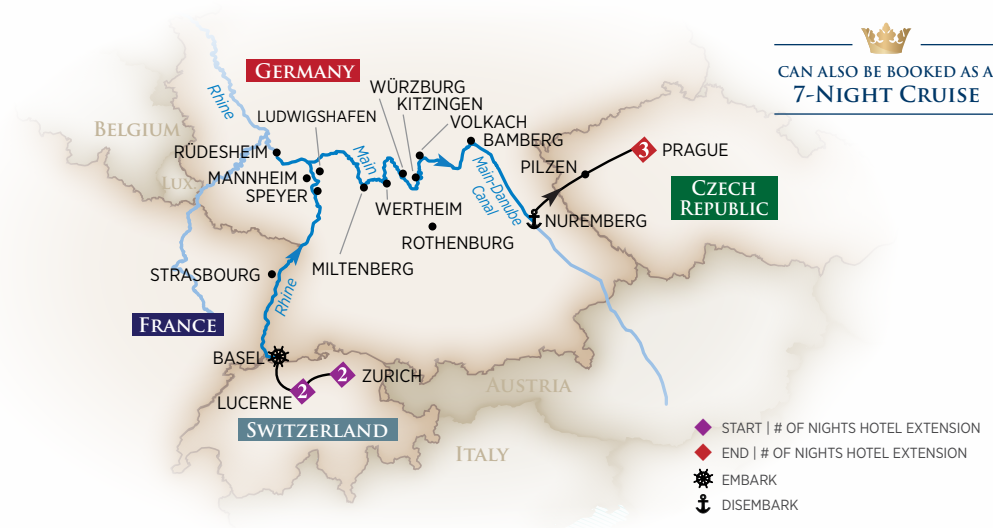 CAN ALSO BE BOOKED AS A
7-NIGHT CRUISE
GERMANY
BELGIUM
LUX.
FRANCE
SWITZERLAND
AUSTRIA
ITALY
CZECH
REPUBLIC
Rhine
LUDWIGSHAFEN
WÜRZBURG
KITZINGEN
VOLKACH
BAMBERG
RÜDESHEIM
MANNHEIM
SPEYER
Main
WERTHEIM
ROTHENBURG
MILTENBERG
Main-Danube
Canal
PILZEN
3
PRAGUE
NUREMBERG
STRASBOURG
Rhine
BASEL
2
ZURICH
2
LUCERNE
START | # OF NIGHTS HOTEL EXTENSION
END | # OF NIGHTS HOTEL EXTENSION
EMBARK
DISEMBARK